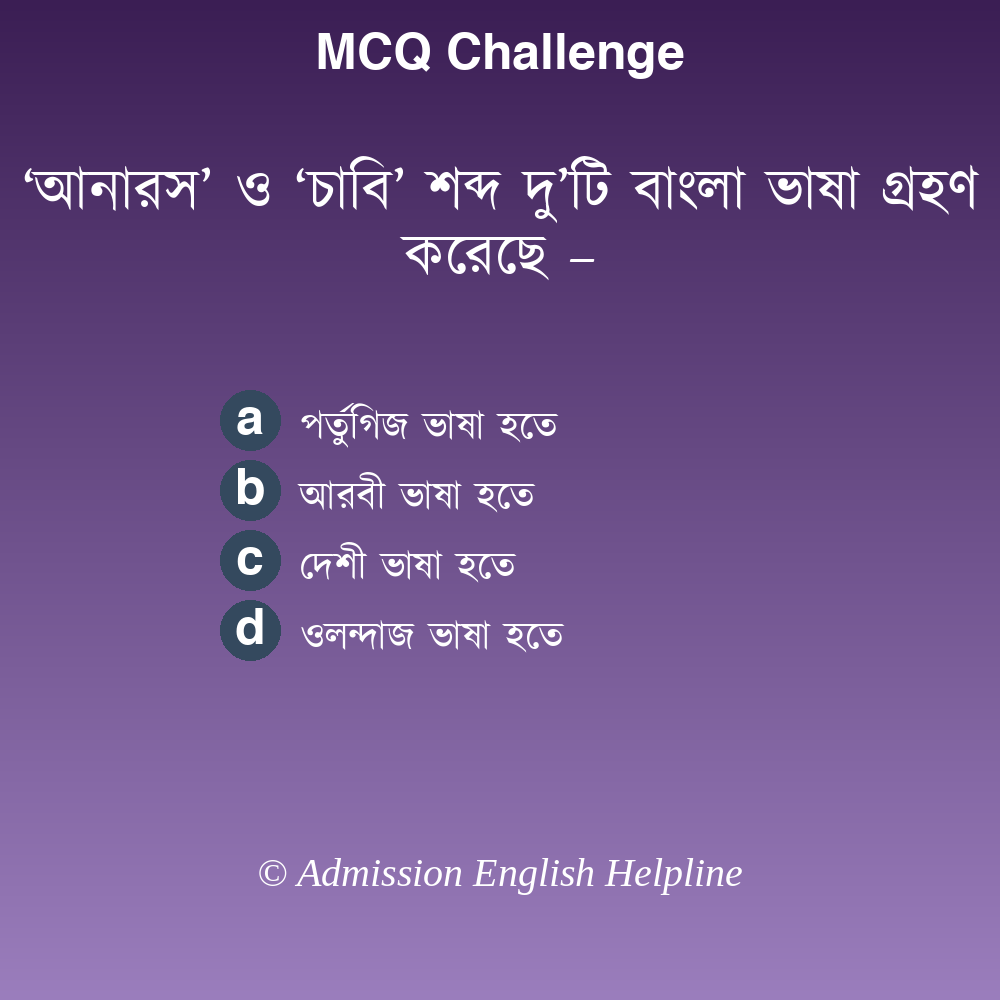 MCQ Challenge
‘আনারস’ ও ‘চাবি’ শব্দ দু’টি বাংলা ভাষা গ্রহণ
করেছে –
a পর্তুগিজ ভাষা হতে
b আরবী ভাষা হতে
c দেশী ভাষা হতে
d ওলন্দাজ ভাষা হতে
© Admission English Helpline